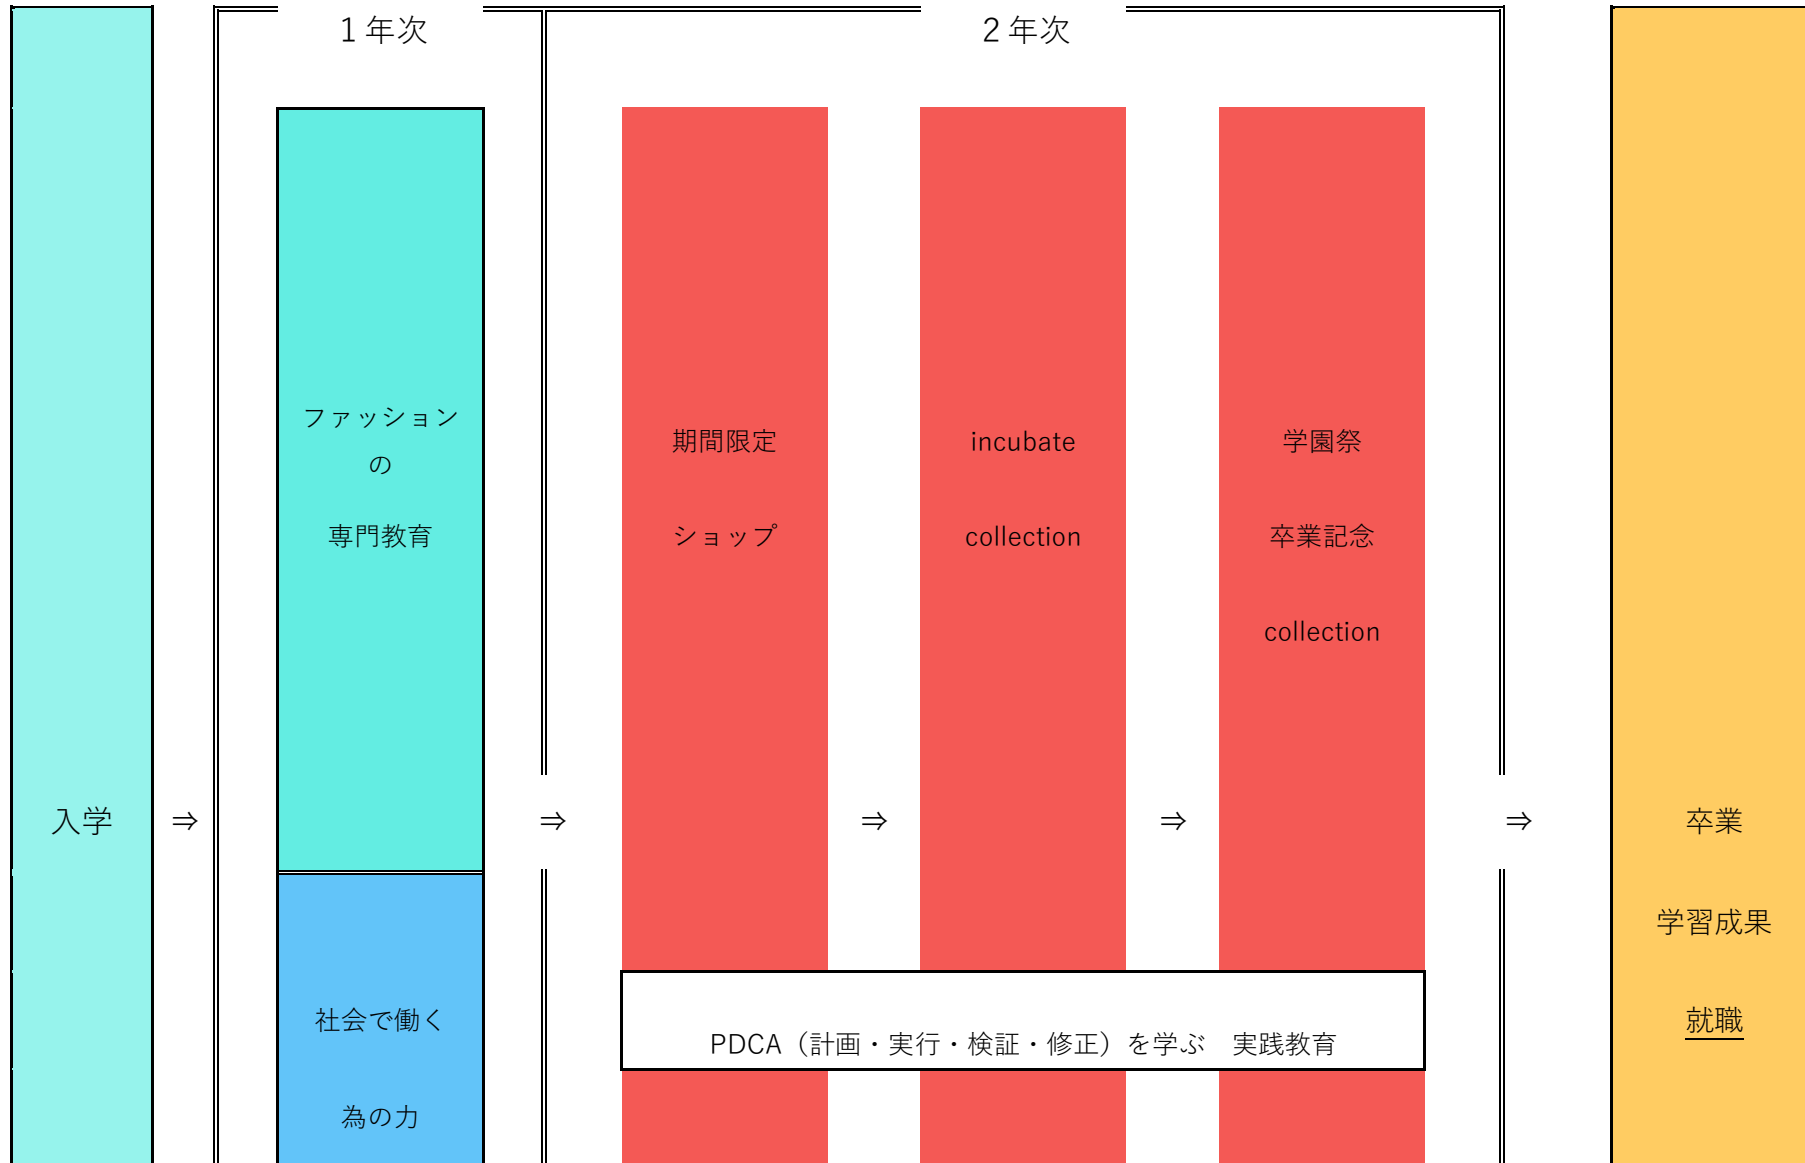 1年次
2年次
ファッション
の
専門教育
期間限定
ショップ
incubate
collection
学園祭
卒業記念
collection
入学
⇒
⇒
⇒
⇒
⇒
卒業
学習成果
就職
社会で働く
為の力
PDCA（計画・実行・検証・修正）を学ぶ　実践教育